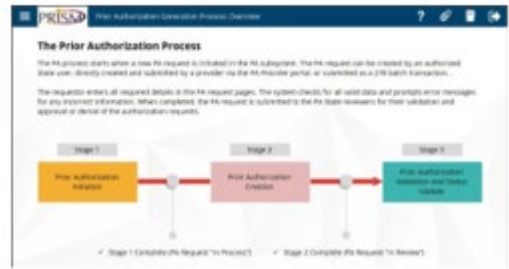 PRISM Prior Authorization Generation Process Overview
The Prior Authorization Process
The PA process starts when a new PA request is initiated in the PA subsystem. The PA request can be created by an authorized
State user, directly created and submitted by a provider via the PA Provider portal, or submitted as a 278 batch transaction.
The requestor enters all required details in the PA request pages. The system checks for all valid data and prompts error messages
for any incorrect information. When completed, the PA request is submitted to the PA State reviewers for their validation and
approval or denial of the authorization requests.
Stage 1 Stage 2 Stage 3
Prior Authorization
Initiation
Prior Authorization
Creation
Prior Authorization
Validation and Status
Update
✓ Stage 1 Complete (PA Request "In Process") ✓ Stage 2 Complete (PA Request "In Review")